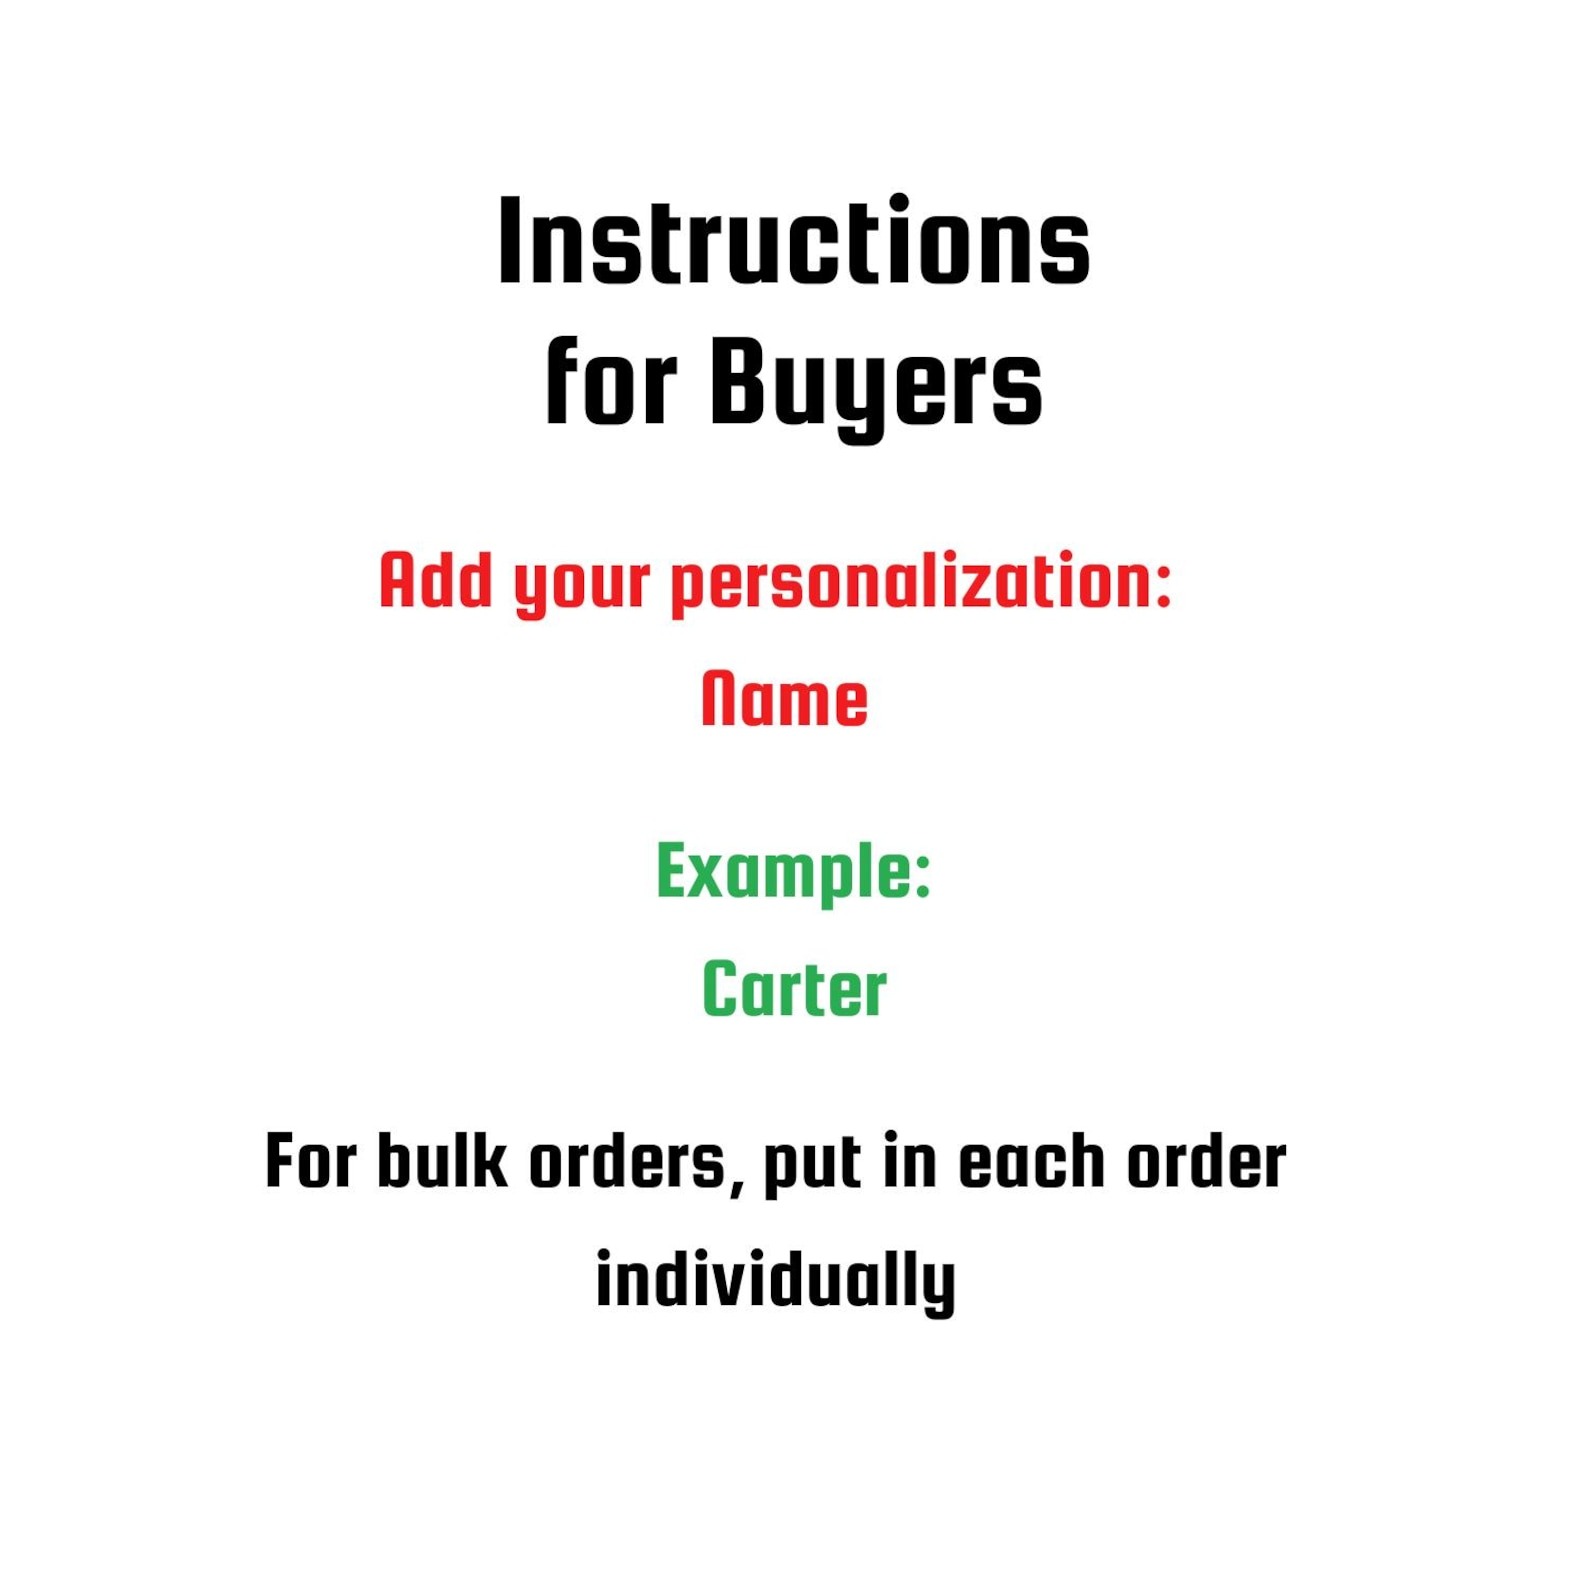 Instructions
for Buyers
Add your personalization:
Name
Example:
Carter
For bulk orders, put in each order
individually